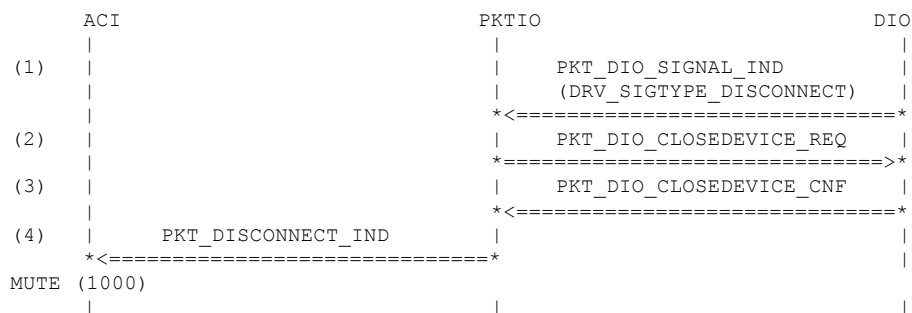 ACI PKTIO DIO
| | |
(1) | | PKT_DIO_SIGNAL_IND |
| | (DRV_SIGTYPE_DISCONNECT) |
| *<==============================*
(2) | | PKT_DIO_CLOSEDEVICE_REQ |
| *==============================>*
(3) | | PKT_DIO_CLOSEDEVICE_CNF |
| *<==============================*
(4) | PKT_DISCONNECT_IND | |
*<==============================* |
MUTE (1000)
| | |